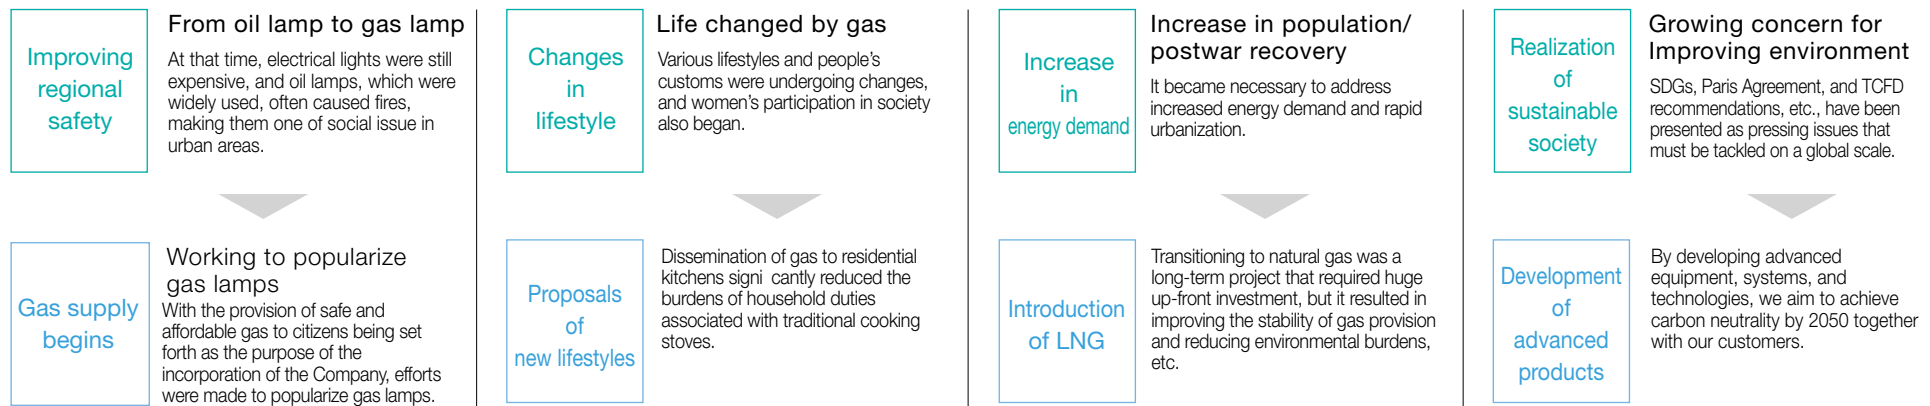 Improving
regional
safety
From oil lamp to gas lamp
At that time, electrical lights were still
expensive, and oil lamps, which were
widely used, often caused fires,
making them one of social issue in
urban areas.
Gas supply
begins
Working to popularize
gas lamps
With the provision of safe and
affordable gas to citizens being set
forth as the purpose of the
incorporation of the Company, efforts
were made to popularize gas lamps.
Changes
in
lifestyle
Life changed by gas
Various lifestyles and people's
customs were undergoing changes,
and women's participation in society
also began.
Proposals
of
new lifestyles
Dissemination of gas to residential
kitchens signi cantly reduced the
burdens of household duties
associated with traditional cooking
stoves.
Increase
in
energy demand
Increase in population/
postwar recovery
It became necessary to address
increased energy demand and rapid
urbanization.
Introduction
of LNG
Transitioning to natural gas was a
long-term project that required huge
up-front investment, but it resulted in
improving the stability of gas provision
and reducing environmental burdens,
etc.
Realization
of
sustainable
society
Growing concern for
Improving environment
SDGs, Paris Agreement, and TCFD
recommendations, etc., have been
presented as pressing issues that
must be tackled on a global scale.
Development
of
advanced
products
By developing advanced
equipment, systems, and
technologies, we aim to achieve
carbon neutrality by 2050 together
with our customers.